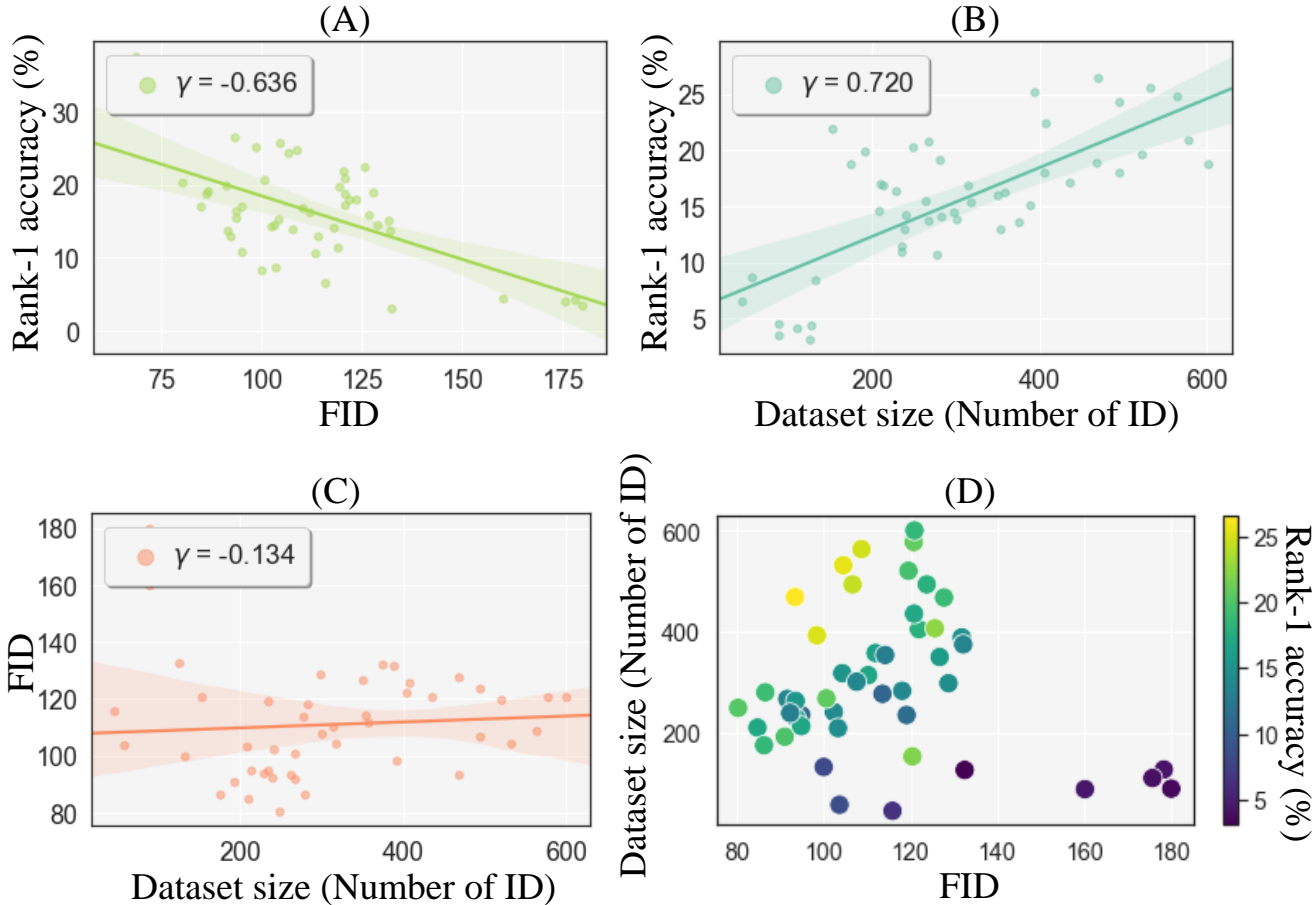 (A)
Rank-1 accuracy (%)
γ = -0.636
30
20
10
0
75 100 125 150 175
FID
(B)
Rank-1 accuracy (%)
γ = 0.720
25
20
15
10
5
200 400 600
Dataset size (Number of ID)
(C)
FID
γ = -0.134
180
160
140
120
100
80
200 400 600
Dataset size (Number of ID)
(D)
Dataset size (Number of ID)
600
400
200
80 100 120 140 160 180
FID
25
20
15
10
5
Rank-1 accuracy (%)